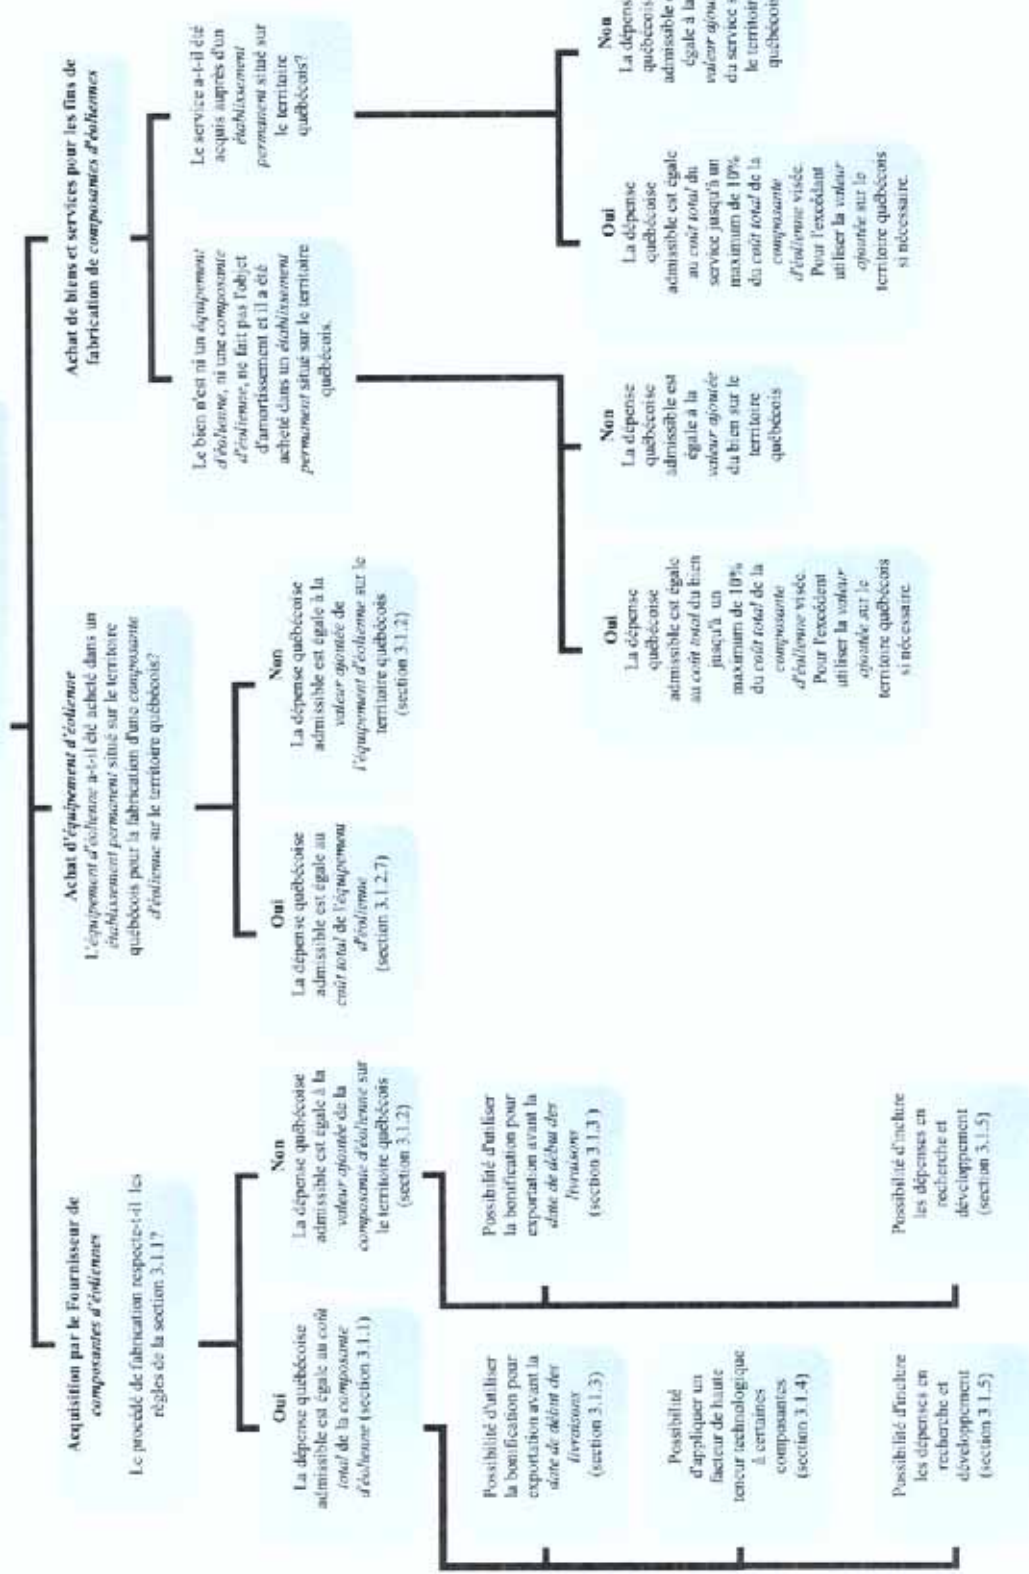 Acquisition par le Fournisseur de
composantes d'éoliennes
Le procédé de fabrication respecte-t-il les
règles de la section 3.1.1?
Oui
La dépense québécoise
admissible est égale au coût
total de la composante
d'éolienne (section 3.1.1)
Possibilité d'utiliser
la bonification pour
exportation avant la
date de début des
livraisons
(section 3.1.3)
Possibilité
d'appliquer un
facteur de haute
teneur technologique
à certaines
composantes
(section 3.1.4)
Possibilité d'inclure
les dépenses en
recherche et
développement
(section 3.1.5)
Non
La dépense québécoise
admissible est égale à la
valeur ajoutée de la
composante d'éolienne sur
le territoire québécois
(section 3.1.2)
Possibilité d'utiliser
la bonification pour
exportation avant la
date de début des
livraisons
(section 3.1.3)
Possibilité d'inclure
les dépenses en
recherche et
développement
(section 3.1.5)
Achat d'équipement d'éolienne
L'équipement d'éolienne a-t-il été acheté dans un
établissement permanent situé sur le territoire
québécois pour la fabrication d'une composante
d'éolienne sur le territoire québécois?
Oui
La dépense québécoise
admissible est égale au
coût total de l'équipement
d'éolienne
(section 3.1.2.7)
Non
La dépense québécoise
admissible est égale à la
valeur ajoutée de
l'équipement d'éolienne sur le
territoire québécois
(section 3.1.2)
Achat de biens et services pour les fins de
fabrication de composantes d'éoliennes
Le bien n'est ni un équipement
d'éolienne, ni une composante
d'éolienne, ne fait pas l'objet
d'amortissement et il a été
acheté dans un établissement
permanent situé sur le territoire
québécois.
Oui
La dépense
québécoise
admissible est égale
au coût total du bien
jusqu'à un
maximum de 10%
du coût total de la
composante
d'éolienne visée.
Pour l'excédent
utiliser la valeur
ajoutée sur le
territoire québécois
si nécessaire.
Non
La dépense
québécoise
admissible est
égale à la
valeur ajoutée
du bien sur le
territoire
québécois
Le service a-t-il été
acquis auprès d'un
établissement
permanent situé sur
le territoire
québécois?
Oui
La dépense
québécoise
admissible est égale
au coût total du
service jusqu'à un
maximum de 10%
du coût total de la
composante
d'éolienne visée.
Pour l'excédant
utiliser la valeur
ajoutée sur le
territoire québécois
si nécessaire.
Non
La dépens
québécois
admissible
égale à la
valeur ajou
du service s
le territoir
québécois